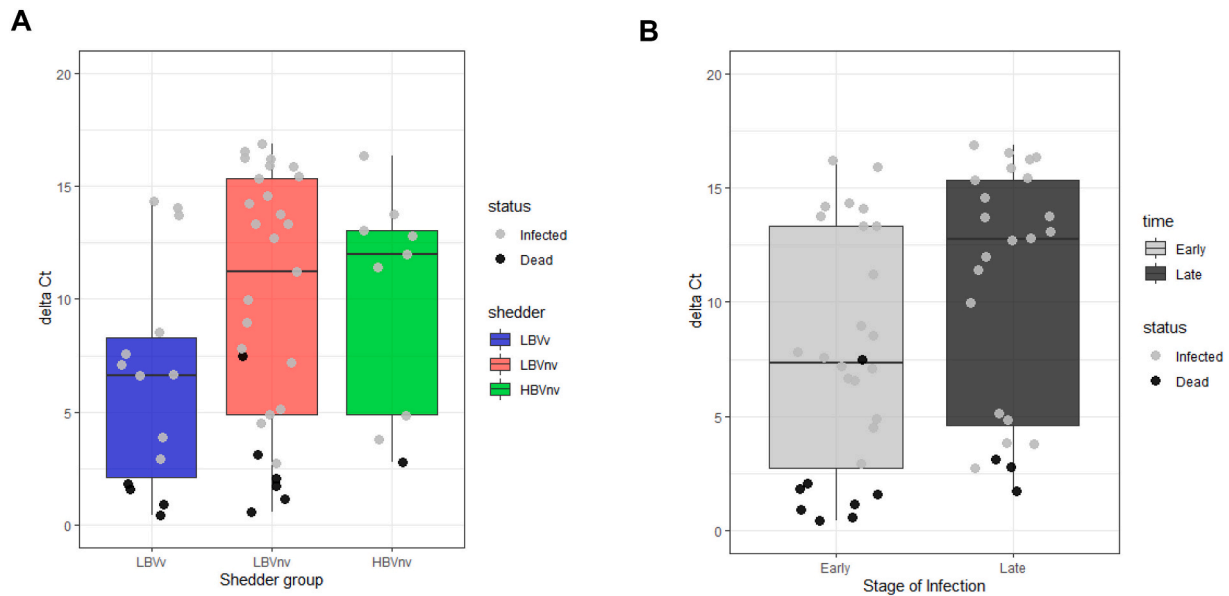 A
20
15
10
5
0
delta Ct
LBVv
LBVnv
HBVnv
Shedder group
status
Infected
Dead
shedder
LBVv
LBVnv
HBVnv
B
20
15
10
5
0
delta Ct
Early
Late
Stage of Infection
time
Early
Late
status
Infected
Dead